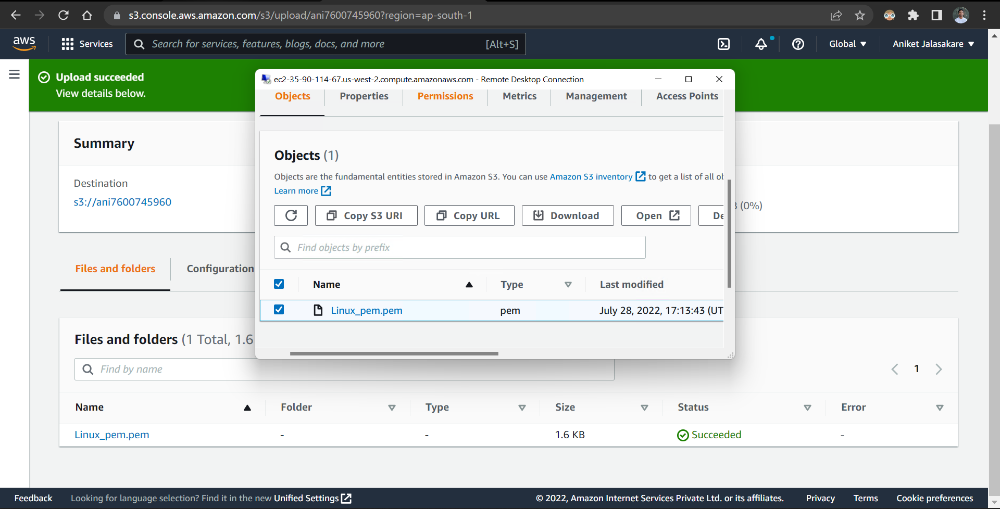 s3.console.aws.amazon.com/s3/upload/ani7600745960?region=ap-south-1
aws
Services
Search for services, features, blogs, docs, and more
[Alt+S]
Global
Aniket Jalasakare
Upload succeeded
View details below.
ec2-35-90-114-67.us-west-2.compute.amazonaws.com - Remote Desktop Connection
Objects
Properties
Permissions
Metrics
Management
Access Points
Summary
Destination
s3://ani7600745960
Objects (1)
Objects are the fundamental entities stored in Amazon S3. You can use Amazon S3 inventory to get a list of all ob
Learn more
Copy S3 URI
Copy URL
Download
Open
De
(0%)
Find objects by prefix
Name
Type
Last modified
Linux_pem.pem
pem
July 28, 2022, 17:13:43 (UT
Files and folders
Configuration
Files and folders (1 Total, 1.6
Find by name
1
Name
Folder
Type
Size
Status
Error
Linux_pem.pem
-
-
1.6 KB
Succeeded
-
Feedback
Looking for language selection? Find it in the new Unified Settings
© 2022, Amazon Internet Services Private Ltd. or its affiliates.
Privacy
Terms
Cookie preferences